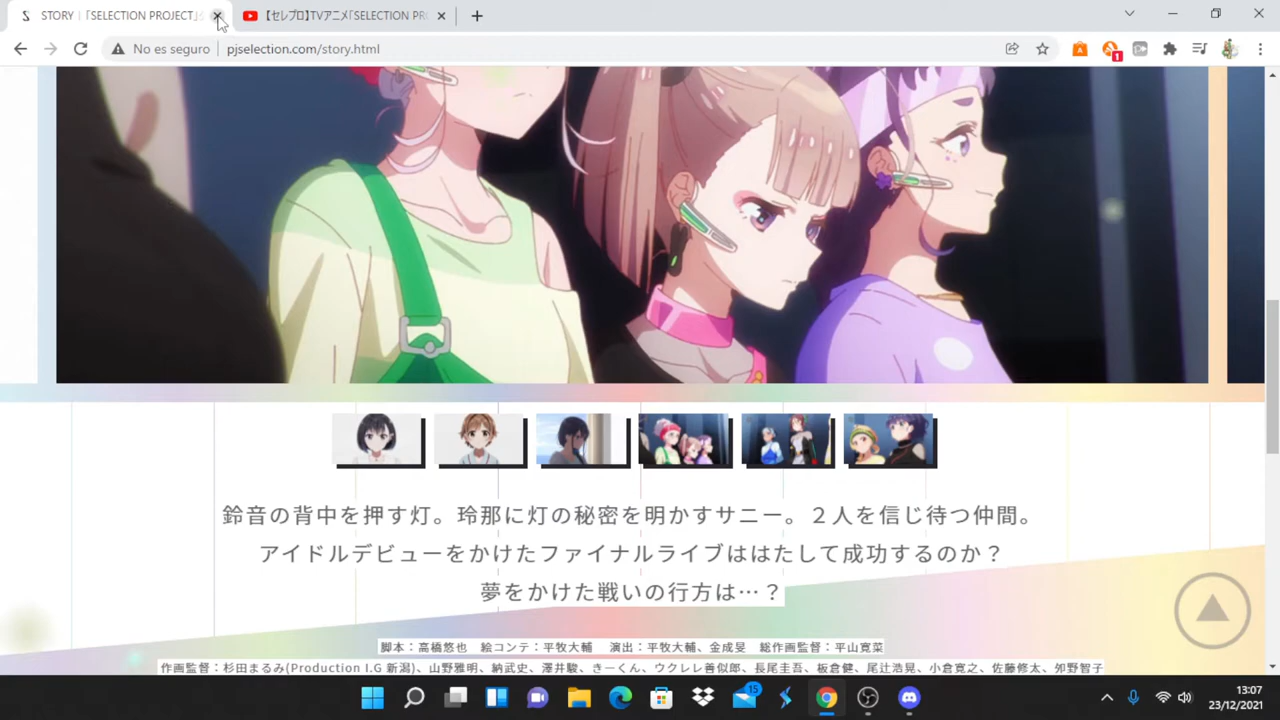 STORY | 「SELECTION PROJECT」
【セレプロ】TVアニメ「SELECTION PR
No es seguro
pjselection.com/story.html
1
鈴音の背中を押す灯。玲那に灯の秘密を明かすサニー。２人を信じ待つ仲間。
アイドルデビューをかけたファイナルライブははたして成功するのか？
夢をかけた戦いの行方は…？
脚本：高橋悠也　絵コンテ：平牧大輔　演出：平牧大輔、金成旻　総作画監督：平山寛菜
作画監督：杉田まるみ(Production I.G 新潟)、山野雅明、納武史、澤井駿、きーくん、ウクレレ善似郎、長尾圭吾、板倉健、尾辻浩晃、小倉寛之、佐藤修太、夘野智子
15
13:07
23/12/2021